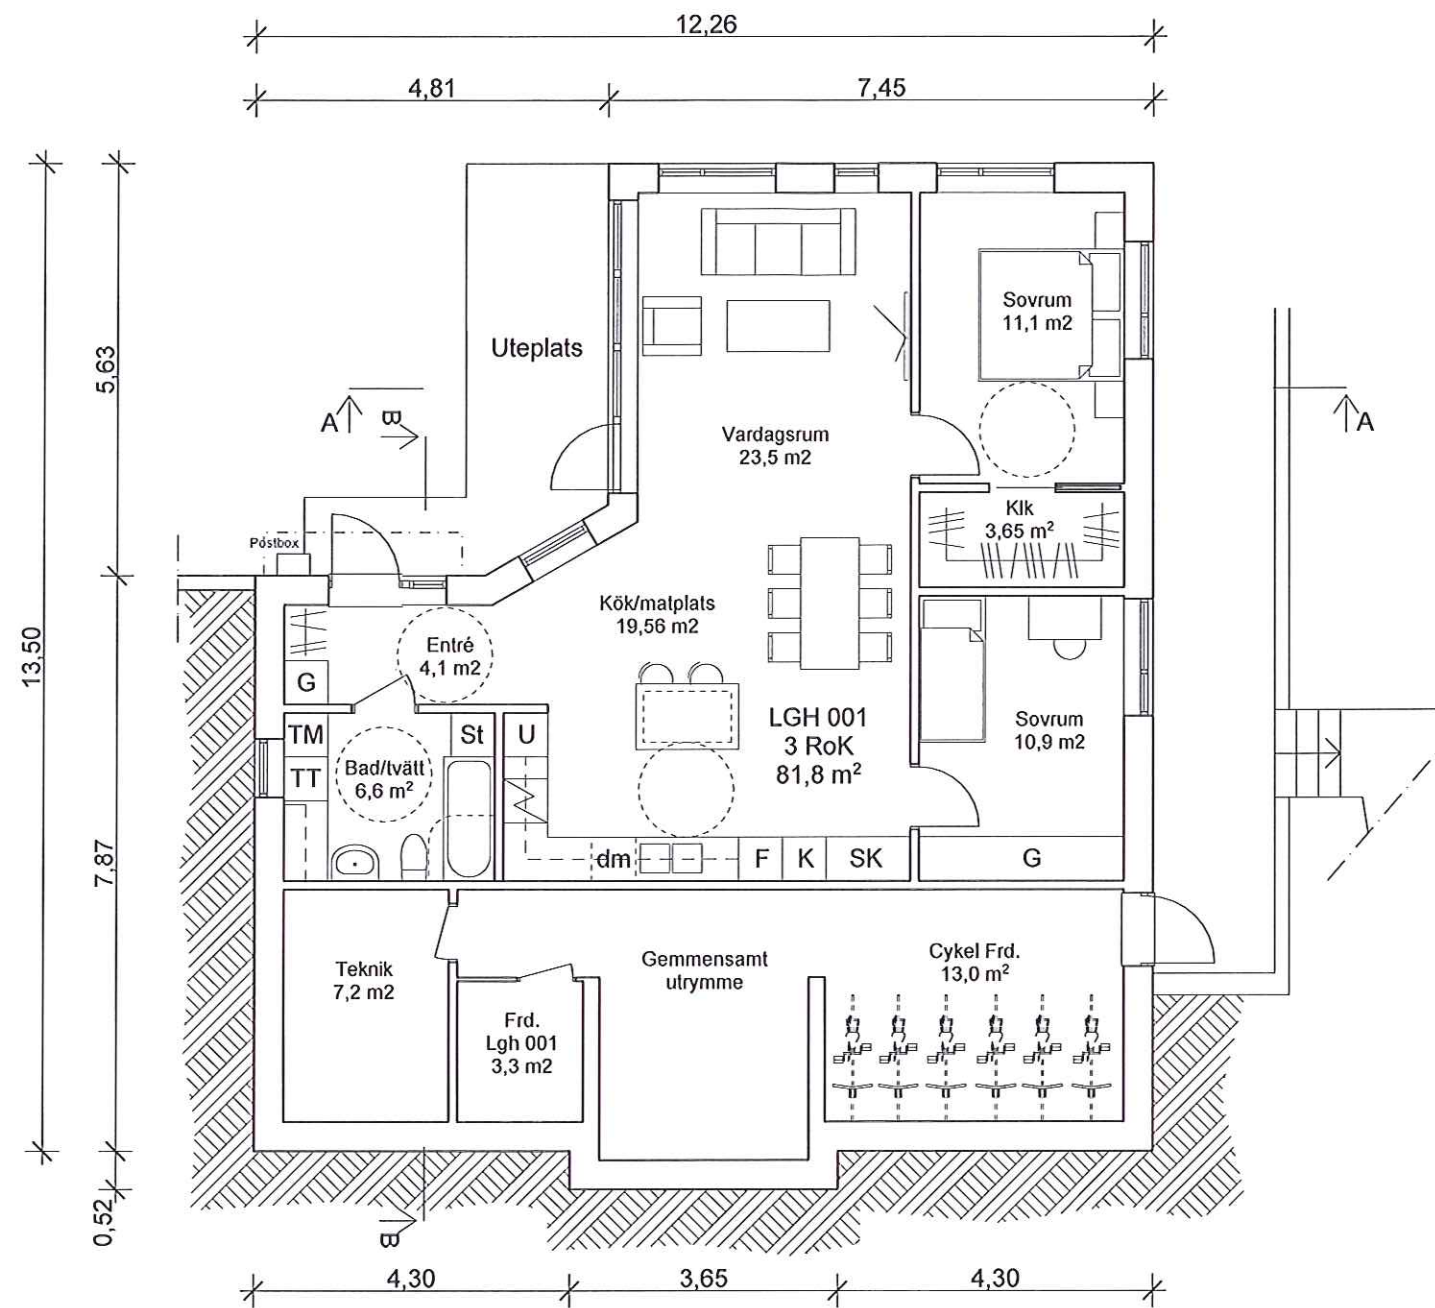 12,26
4,81
7,45
5,63
13,50
7,87
0,52
Uteplats
A
B
A
Sovrum
11,1 m2
Vardagsrum
23,5 m2
Klk
3,65 m²
Postbox
Kök/matplats
19,56 m2
Entré
4,1 m2
G
TM
TT
Bad/tvätt
6,6 m²
St
U
LGH 001
3 RoK
81,8 m²
Sovrum
10,9 m2
dm
F
K
SK
G
Teknik
7,2 m2
Gemmensamt
utrymme
Cykel Frd.
13,0 m²
Frd.
Lgh 001
3,3 m2
B
4,30
3,65
4,30